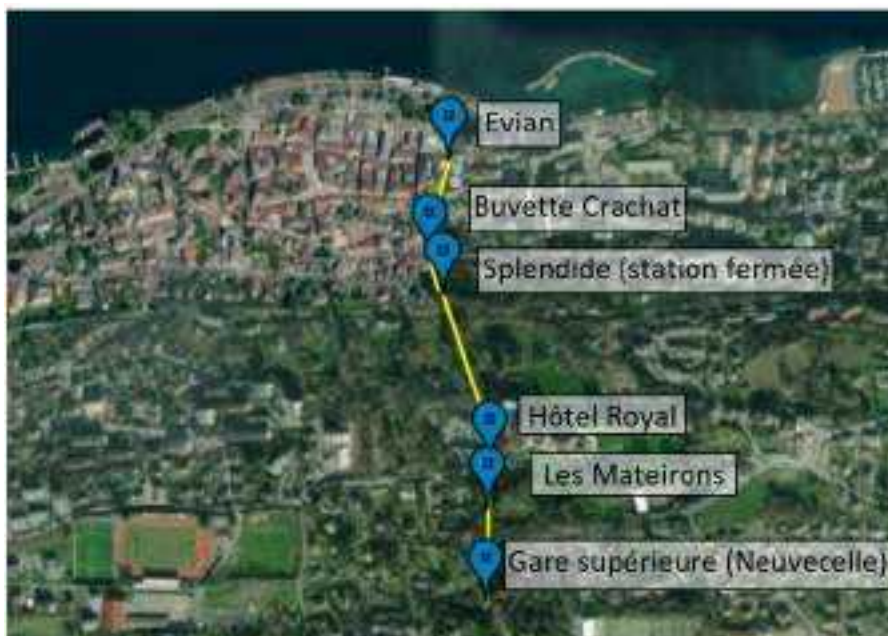 Evian
Buvette Crachat
Splendide (station fermée)
Hôtel Royal
Les Mateirons
Gare supérieure (Neuvecelle)